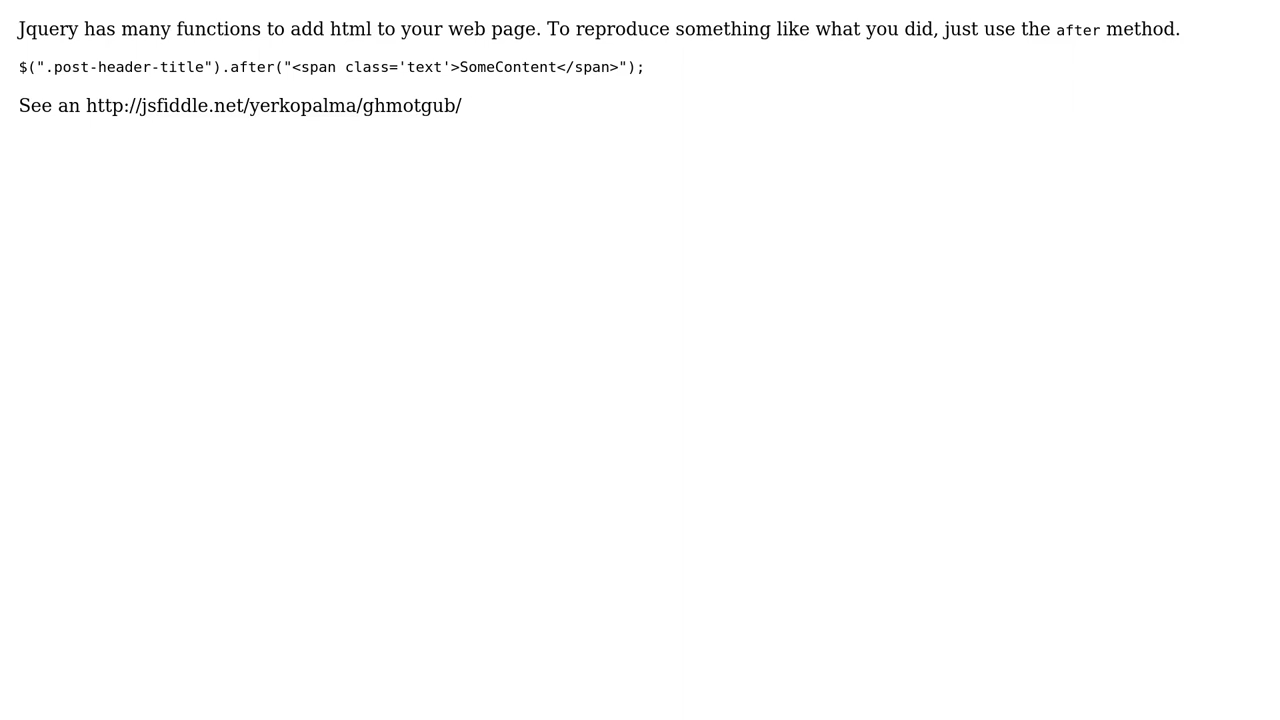 Jquery has many functions to add html to your web page. To reproduce something like what you did, just use the after method.
$(".post-header-title").after("<span class='text'>SomeContent</span>");
See an http://jsfiddle.net/yerkopalma/ghmotgub/